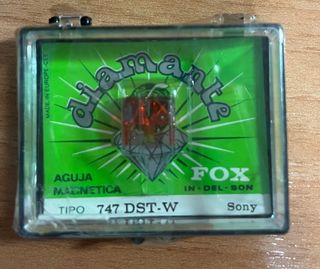 MADE IN EUROPE
diamante
AGUJA
MAGNETICA
FOX
IN-DEL-SON
TIPO 747 DST-W Sony